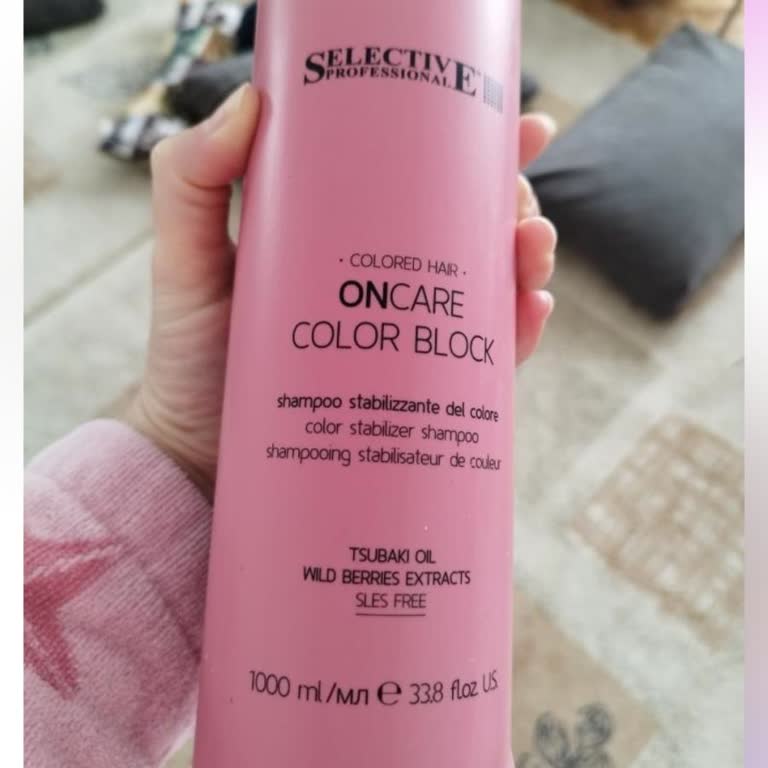 SELECTIVE
PROFESSIONAL
· COLORED HAIR ·
ONCARE
COLOR BLOCK
shampoo stabilizzante del colore
color stabilizer shampoo
shampooing stabilisateur de couleur
TSUBAKI OIL
WILD BERRIES EXTRACTS
SLES FREE
1000 ml/мл ℮ 33.8 fl.oz. U.S.